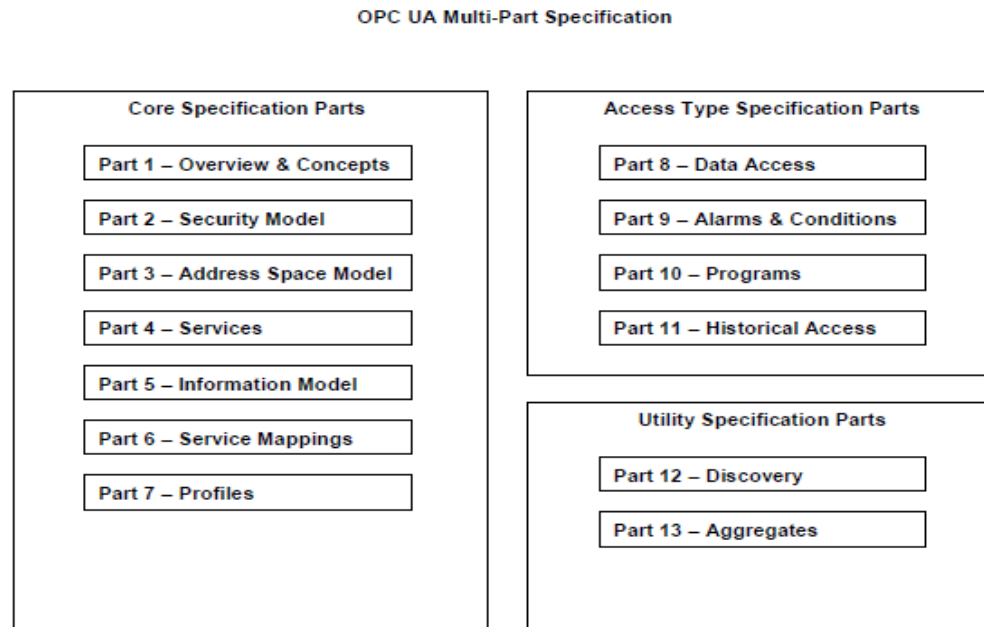 OPC UA Multi-Part Specification
Core Specification Parts
Part 1 – Overview & Concepts
Part 2 – Security Model
Part 3 – Address Space Model
Part 4 – Services
Part 5 – Information Model
Part 6 – Service Mappings
Part 7 – Profiles
Access Type Specification Parts
Part 8 – Data Access
Part 9 – Alarms & Conditions
Part 10 – Programs
Part 11 – Historical Access
Utility Specification Parts
Part 12 – Discovery
Part 13 – Aggregates